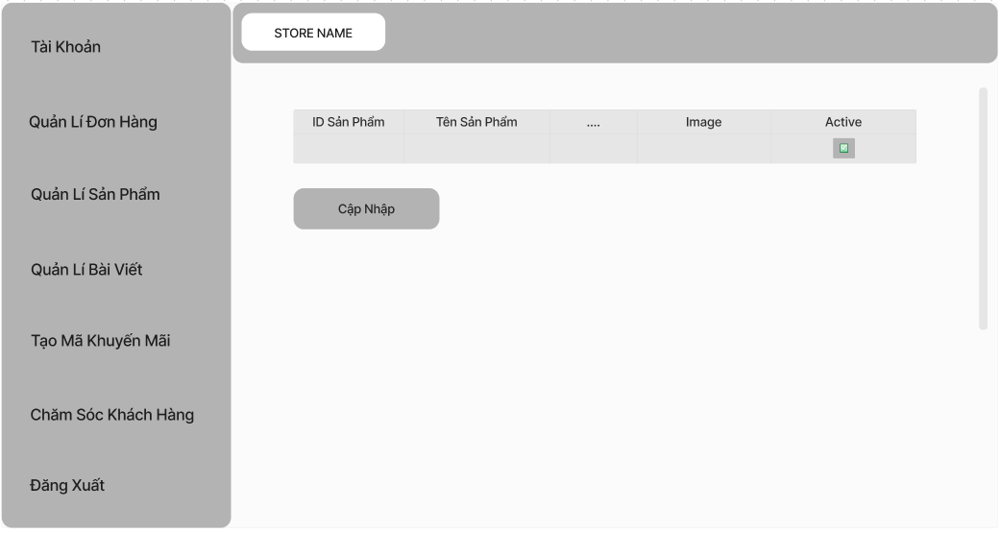 Tài Khoản
Quản Lí Đơn Hàng
Quản Lí Sản Phẩm
Quản Lí Bài Viết
Tạo Mã Khuyến Mãi
Chăm Sóc Khách Hàng
Đăng Xuất
STORE NAME
ID Sản Phẩm Tên Sản Phẩm .... Image Active
Cập Nhập